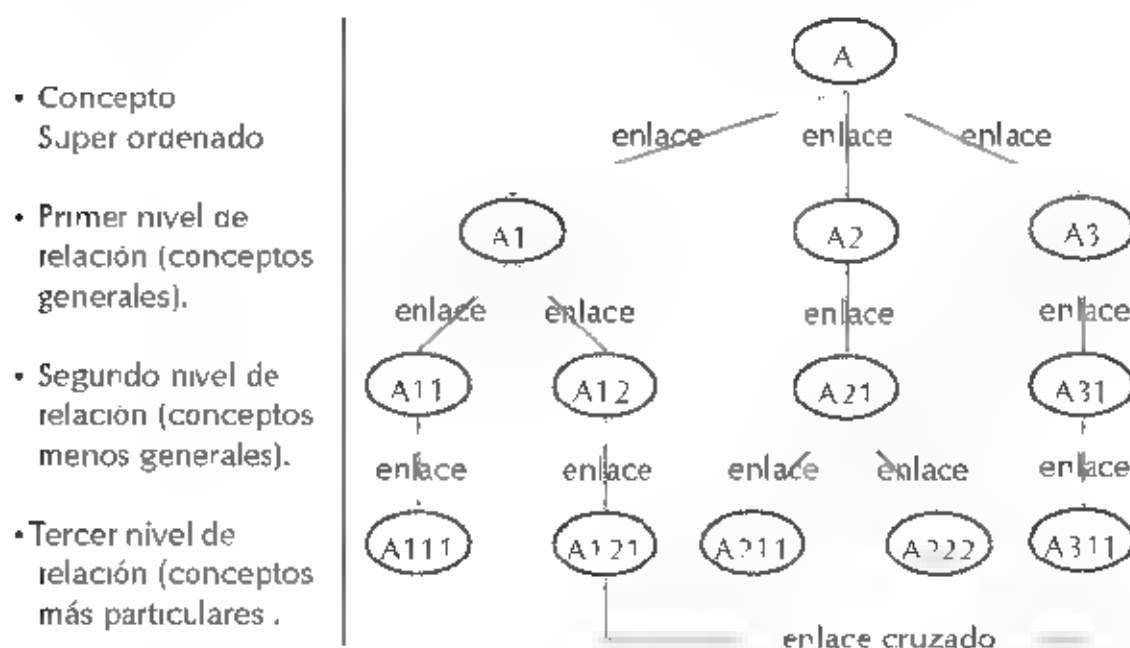 • Concepto
Super ordenado
• Primer nivel de
relación (conceptos
generales).
• Segundo nivel de
relación (conceptos
menos generales).
• Tercer nivel de
relación (conceptos
más particulares .
A
enlace enlace enlace
A1 A2 A3
enlace enlace enlace enlace
A11 A12 A21 A31
enlace enlace enlace enlace enlace
A111 A121 A211 A222 A311
enlace cruzado